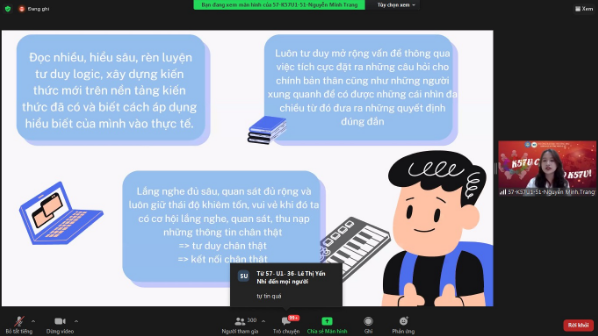 Đang ghi
Bạn đang xem màn hình của 57-K57U1-51-Nguyễn Minh Trang
Tùy chọn xem
Xem
Đọc nhiều, hiểu sâu, rèn luyện
tư duy logic, xây dựng kiến
thức mới trên nền tảng kiến
thức đã có và biết cách áp dụng
hiểu biết của mình vào thực tế.
Luôn tư duy mở rộng vấn đề thông qua
việc tích cực đặt ra những câu hỏi cho
chính bản thân cũng như những người
xung quanh để có được những cái nhìn đa
chiều từ đó đưa ra những quyết định
đúng đắn
Lắng nghe đủ sâu, quan sát đủ rộng và
luôn giữ thái độ khiêm tốn, vui vẻ khi đó ta
có cơ hội lắng nghe, quan sát, thu nạp
những thông tin chân thật
=> tư duy chân thật
=> kết nối chân thật
SU
Từ S7- U1- 36- Lê Thị Yến
Nhi đến mọi người
tự tin quá
K57U
K57U!
57-K57U1-51-Nguyễn Minh Trang
Bỏ tắt tiếng
Dừng video
300
Người tham gia
99+
Trò chuyện
Chia sẻ Màn hình
Ghi
Phản ứng
Rời khỏi